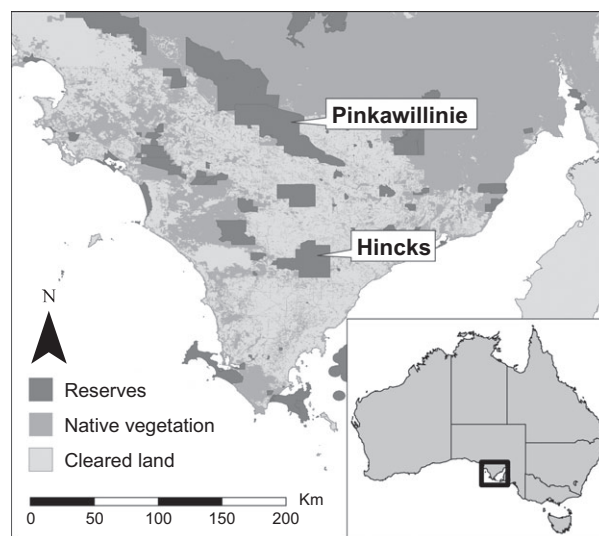 Pinkawillinie
Hincks
N
Reserves
Native vegetation
Cleared land
Km
0 50 100 150 200